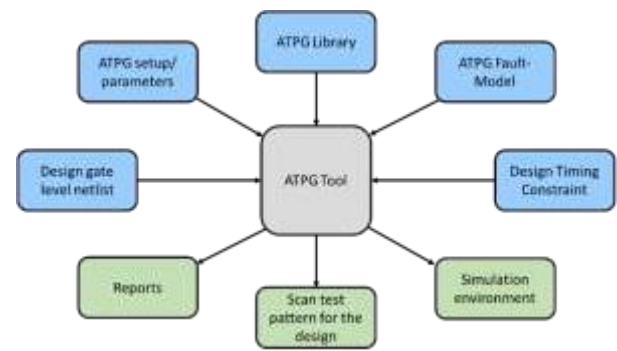 ATPG Library
ATPG setup/
parameters
ATPG Fault-
Model
Design gate
level netlist
ATPG Tool
Design Timing
Constraint
Reports
Scan test
pattern for the
design
Simulation
environment